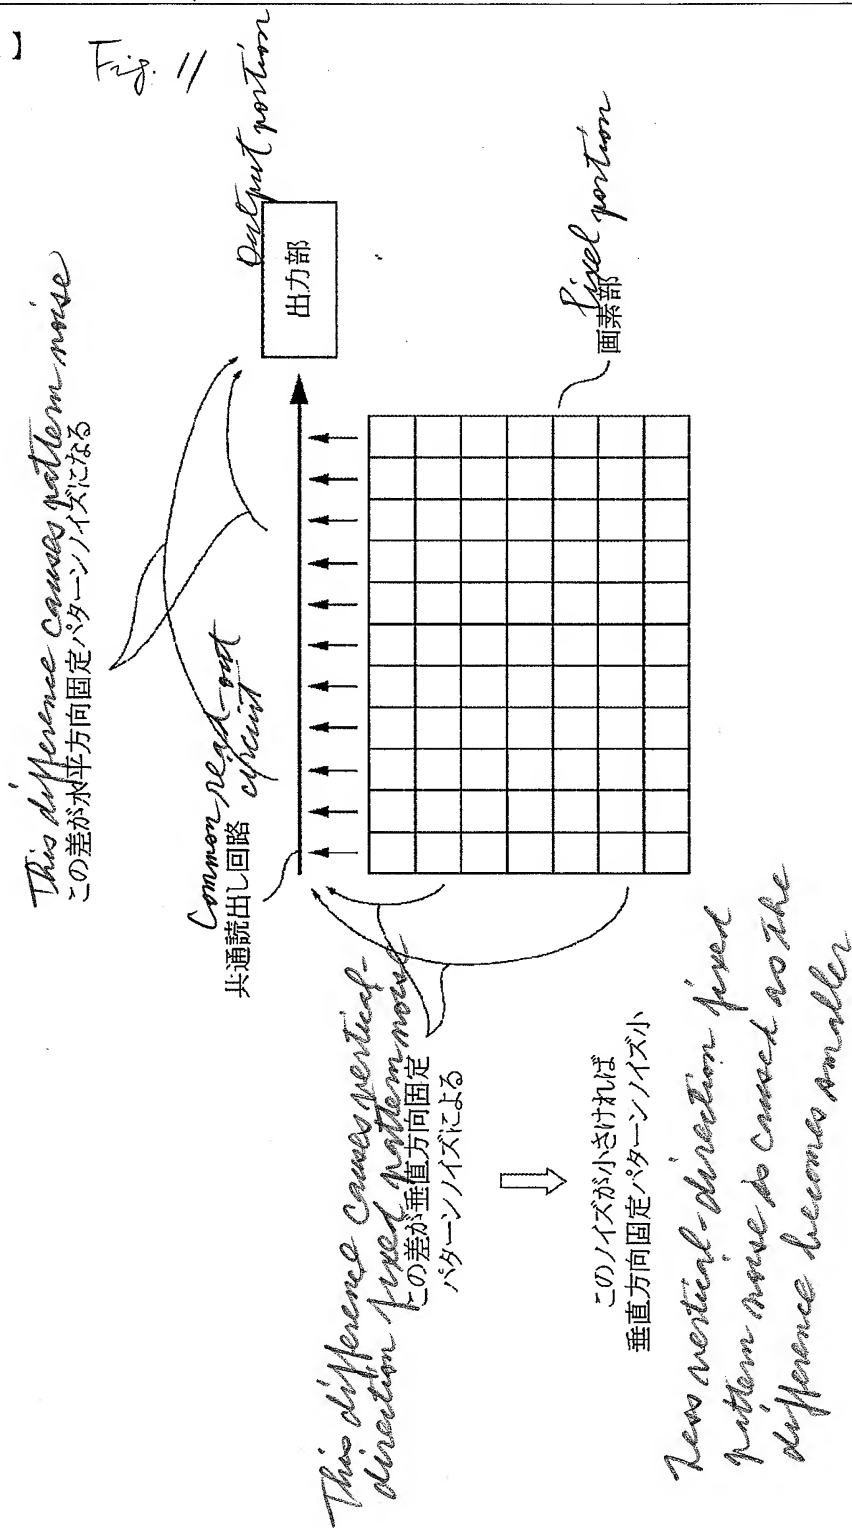 】
Fig. 11
This difference causes pattern noise
この差が水平方向固定パターンノイズになる
Output portion
出力部
Common read-out
circuit
共通読出し回路
Pixel portion
画素部
This difference causes vertical-
direction fixed pattern noise
この差が垂直方向固定
パターンノイズによる
このノイズが小さければ
垂直方向固定パターンノイズ小
Less vertical-direction fixed
pattern noise is caused as the
difference becomes smaller